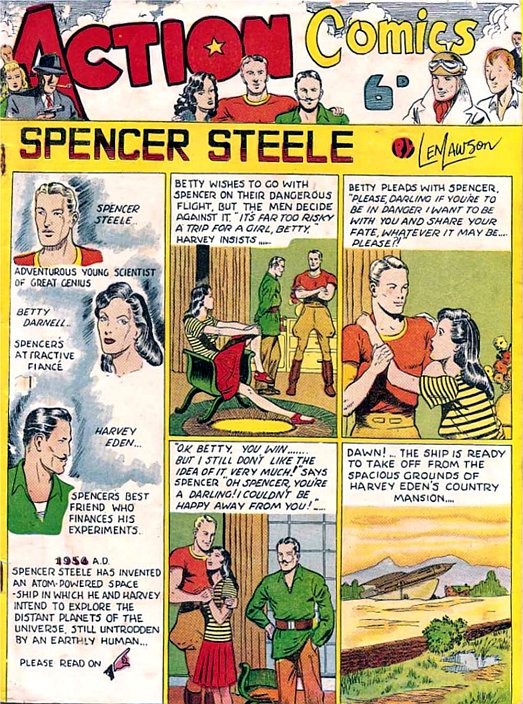 ACTION Comics
6D
SPENCER STEELE By LEN LAWSON
SPENCER
STEELE..
ADVENTUROUS YOUNG SCIENTIST
OF GREAT GENIUS
BETTY
DARNELL..
SPENCER'S
ATTRACTIVE
FIANCÉ
HARVEY
EDEN...
SPENCER'S BEST
FRIEND WHO
FINANCES HIS
EXPERIMENTS..
1954 A.D.
SPENCER STEELE HAS INVENTED
AN ATOM-POWERED SPACE
-SHIP IN WHICH HE AND HARVEY
INTEND TO EXPLORE THE
DISTANT PLANETS OF THE
UNIVERSE, STILL UNTRODDEN
BY AN EARTHLY HUMAN...
PLEASE READ ON
BETTY WISHES TO GO WITH
SPENCER ON THEIR DANGEROUS
FLIGHT, BUT THE MEN DECIDE
AGAINST IT. "IT'S FAR TOO RISKY
A TRIP FOR A GIRL, BETTY,"
HARVEY INSISTS.....
BETTY PLEADS WITH SPENCER,
"PLEASE, DARLING IF YOU'RE TO
BE IN DANGER I WANT TO BE
WITH YOU AND SHARE YOUR
FATE, WHATEVER IT MAY BE....
PLEASE?!"
"OK BETTY, YOU WIN......
BUT I STILL DON'T LIKE THE
IDEA OF IT VERY MUCH!" SAYS
SPENCER "OH SPENCER, YOU'RE
A DARLING! I COULDN'T BE
HAPPY AWAY FROM YOU!"....
DAWN!... THE SHIP IS READY
TO TAKE OFF FROM THE
SPACIOUS GROUNDS OF
HARVEY EDEN'S COUNTRY
MANSION....